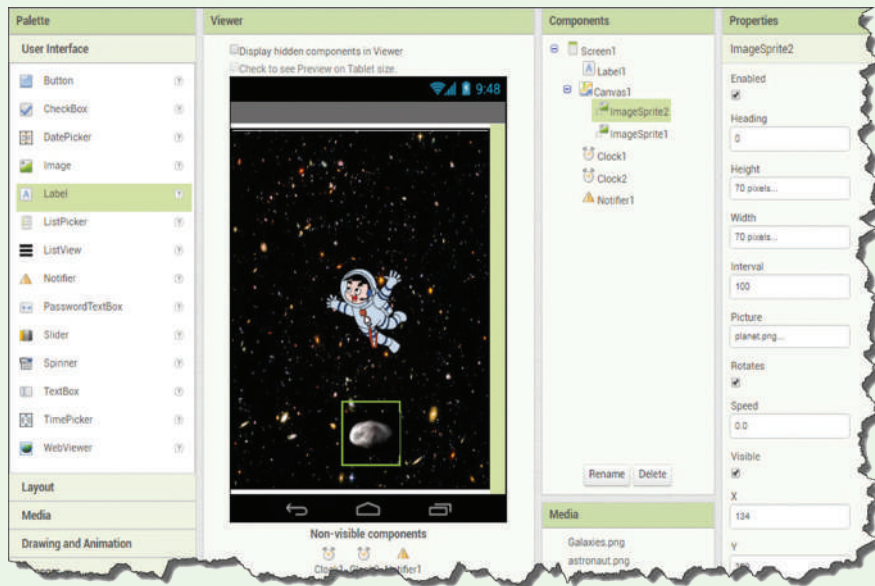 Palette
User Interface
Button
CheckBox
DatePicker
Image
Label
ListPicker
ListView
Notifier
PasswordTextBox
Slider
Spinner
TextBox
TimePicker
WebViewer
Layout
Media
Drawing and Animation
Viewer
Display hidden components in Viewer
Check to see Preview on Tablet size.
9:48
Non-visible components
Clock1 Clock2 Notifier1
Components
Screen1
Label1
Canvas1
ImageSprite2
ImageSprite1
Clock1
Clock2
Notifier1
Rename Delete
Media
Galaxies.png
astronaut.png
Properties
ImageSprite2
Enabled
Heading
0
Height
70 pixels...
Width
70 pixels...
Interval
100
Picture
planet.png...
Rotates
Speed
0.0
Visible
X
134
Y